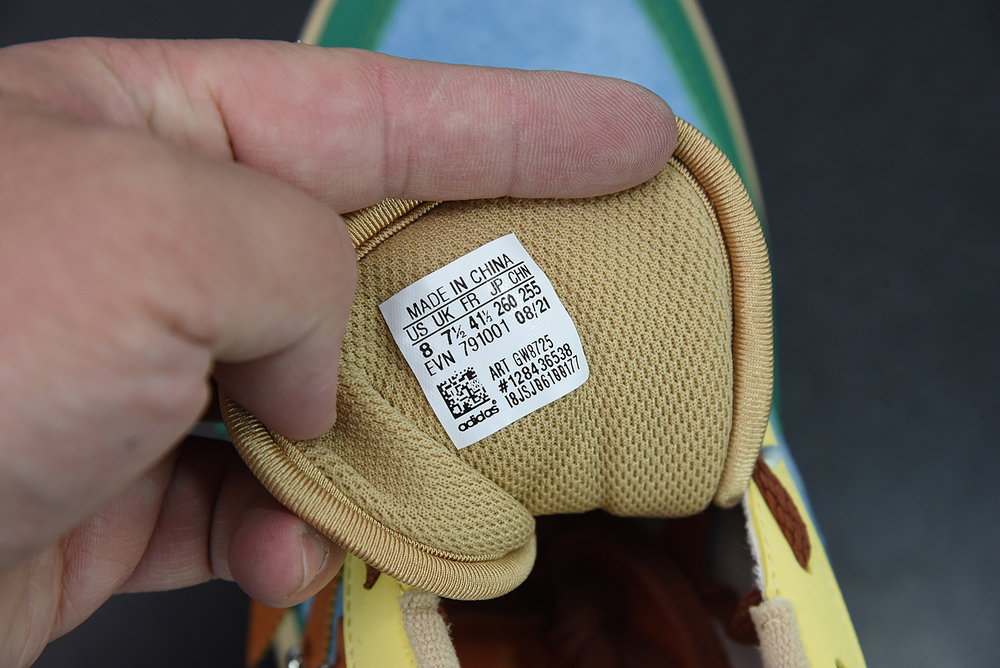 MADE IN CHINA
US UK FR JP CHN
8 7½ 41⅓ 260 255
EVN 791001 08/21
ART GW8725
#128436538
adidas®